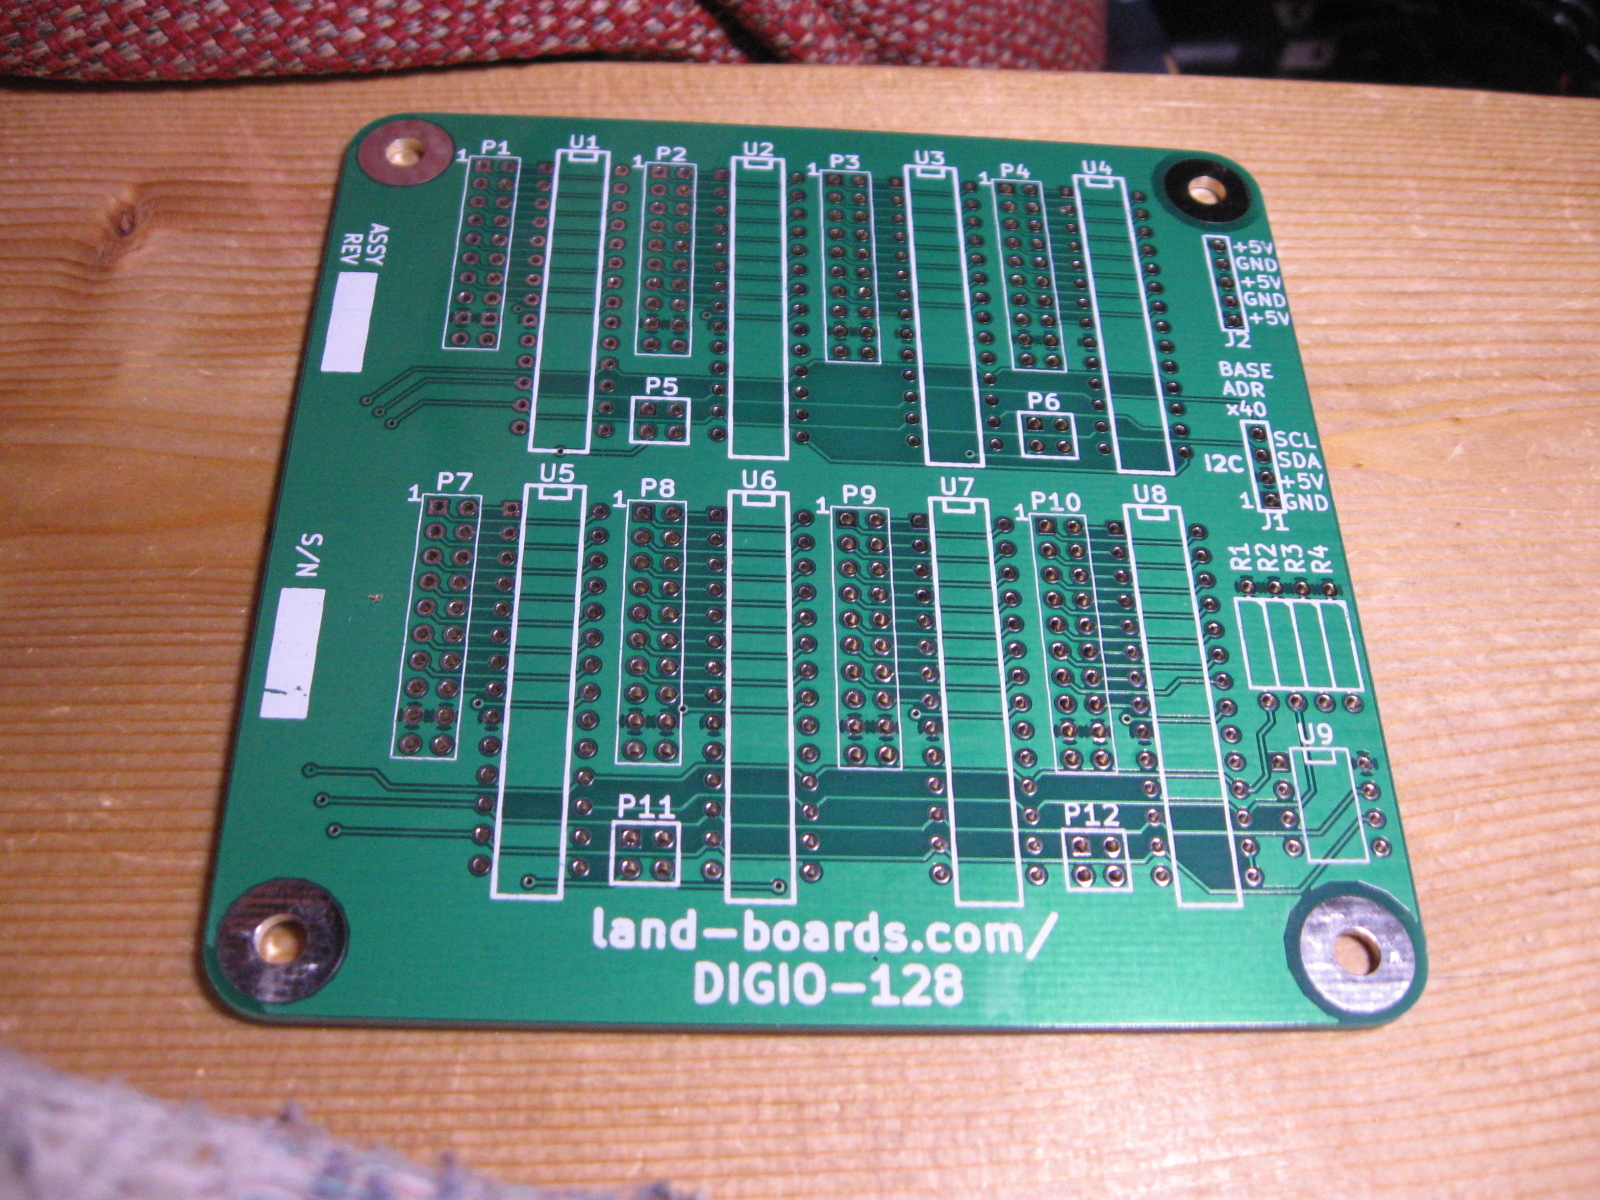 P1
U1
P2
U2
P3
U3
P4
U4
1
1
1
1
ASSY
REV
+5V
GND
+5V
GND
+5V
J2
P5
P6
BASE
ADR
x40
SCL
SDA
+5V
GND
I2C
1
J1
P7
U5
P8
U6
P9
U7
P10
U8
1
1
1
1
S/N
R1
R2
R3
R4
U9
P11
P12
land-boards.com/
DIGIO-128